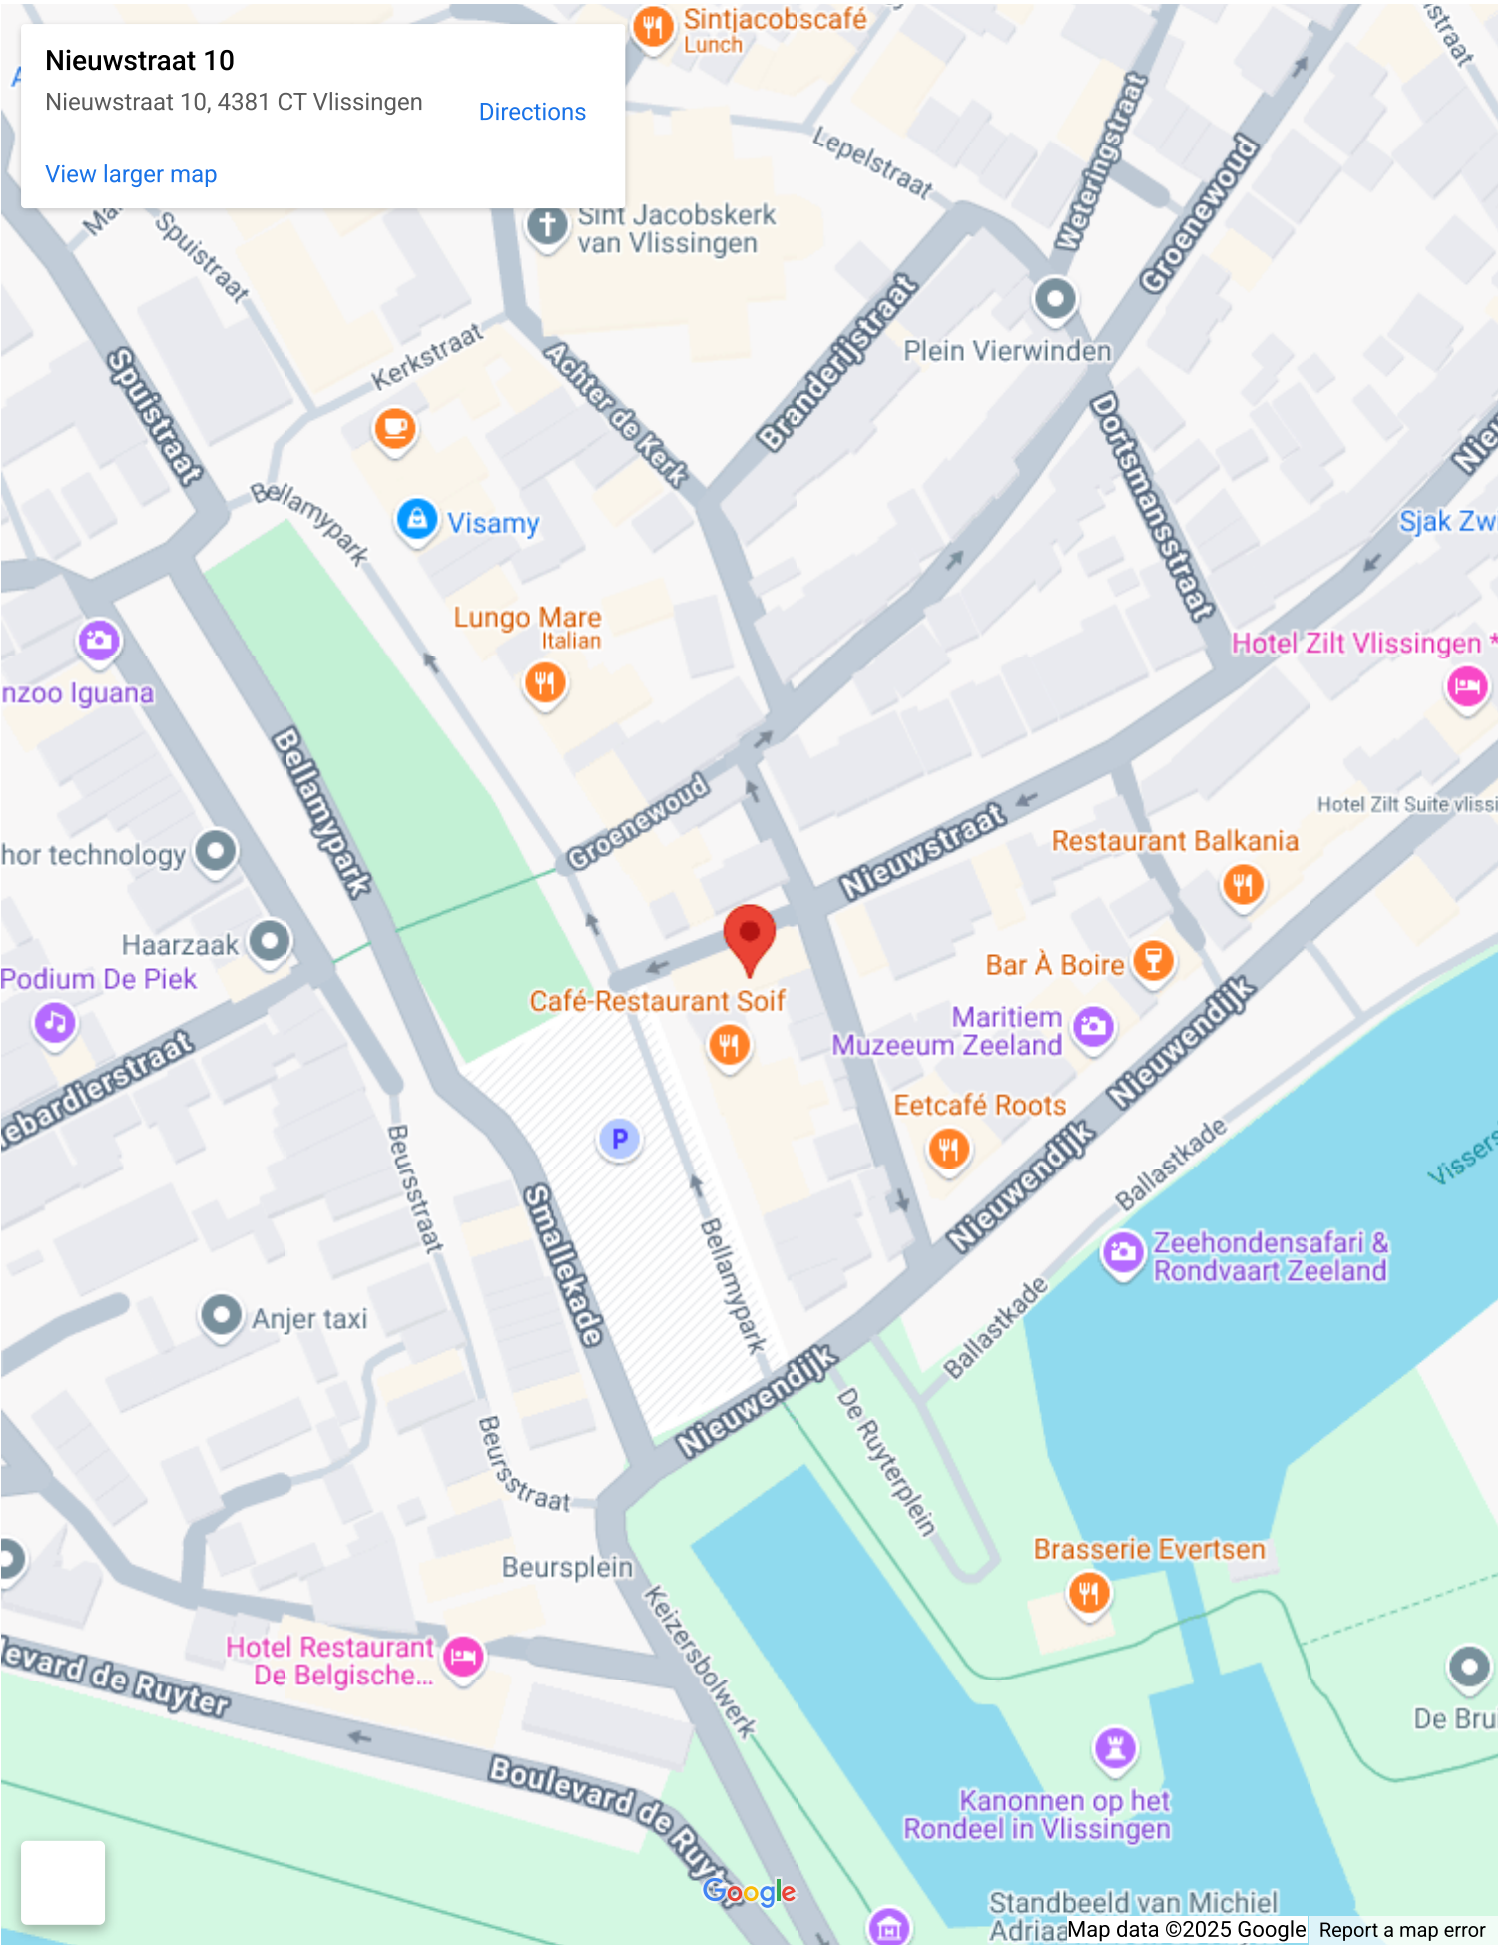 Nieuwstraat 10
Nieuwstraat 10, 4381 CT Vlissingen
Directions
View larger map
Sintjacobscafé
Lunch
Lepelstraat
Weteringstraat
Groenewoud
Spuistraat
Sint Jacobskerk
van Vlissingen
Plein Vierwinden
Kerkstraat
Achter de Kerk
Branderijstraat
Spuistraat
Dortsmansstraat
Bellamypark
Visamy
Sjak Zw
Lungo Mare
Italian
Hotel Zilt Vlissingen *
nzoo Iguana
Bellamypark
Groenewoud
Hotel Zilt Suite vlissi
Nieuwstraat
Restaurant Balkania
hor technology
Haarzaak
Podium De Piek
Bar À Boire
Café-Restaurant Soif
Maritiem
Muzeeum Zeeland
Nieuwendijk
ebardierstraat
Eetcafé Roots
P
Beursstraat
Smallekade
Bellamypark
Nieuwendijk
Ballastkade
Vissers
Zeehondensafari &
Rondvaart Zeeland
Anjer taxi
Ballastkade
Nieuwendijk
De Ruyterplein
Beursstraat
Beursplein
Brasserie Evertsen
Keizersbolwerk
Hotel Restaurant
De Belgische...
levard de Ruyter
De Bru
Boulevard de Ruyter
Kanonnen op het
Rondeel in Vlissingen
Google
Standbeeld van Michiel
Adriaa
Map data ©2025 Google
Report a map error